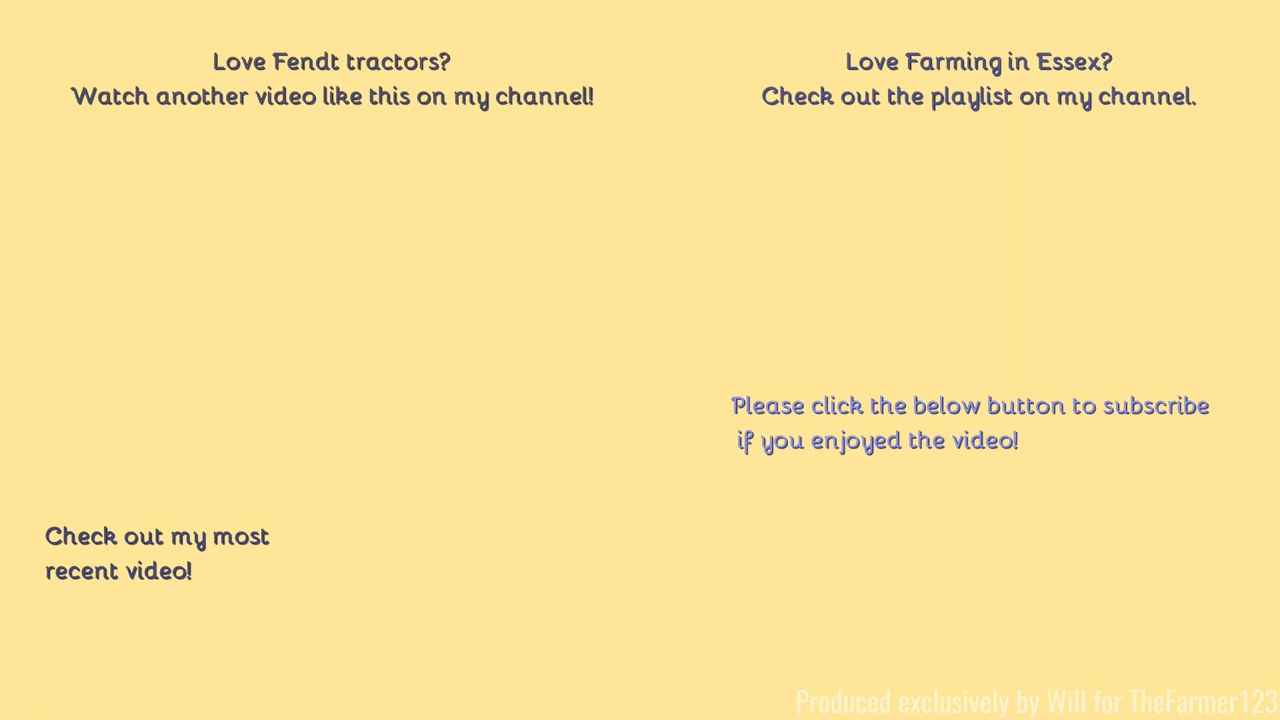 Love Fendt tractors?
Watch another video like this on my channel!
Love Farming in Essex?
Check out the playlist on my channel.
Please click the below button to subscribe
if you enjoyed the video!
Check out my most
recent video!
Produced exclusively by Will for TheFarmer123